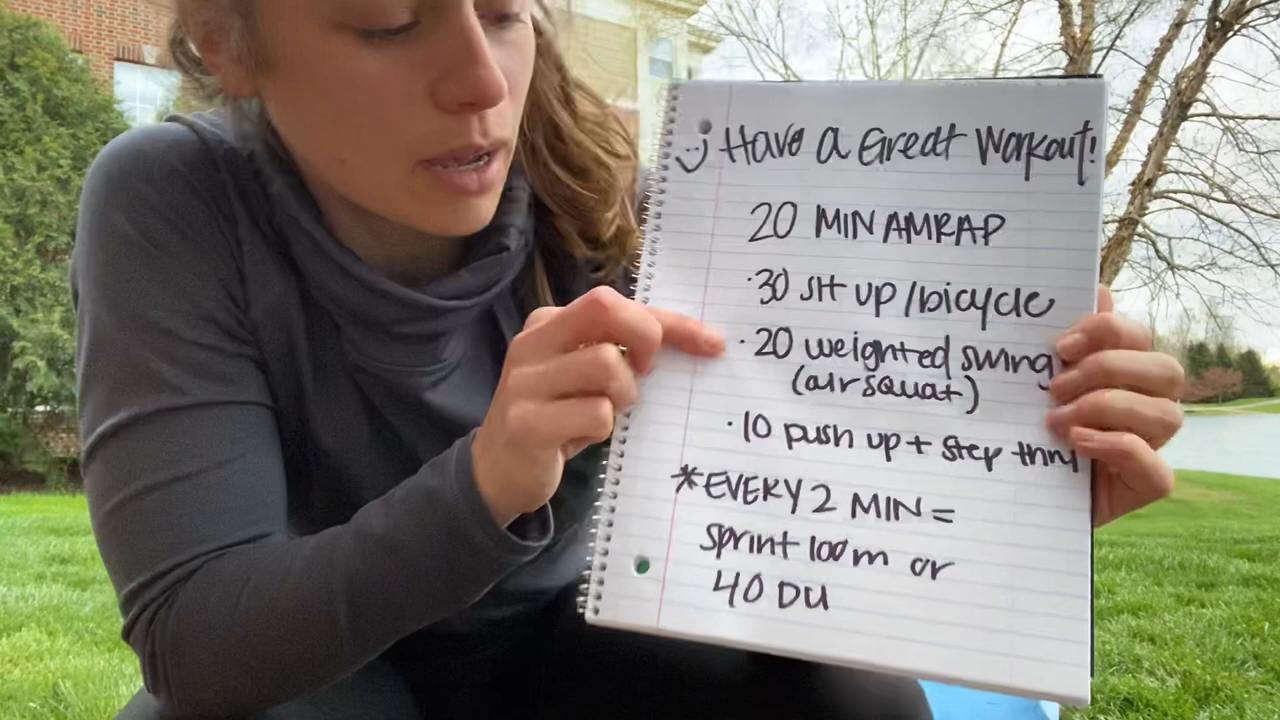 Have a Great Workout!
20 MIN AMRAP
·30 sit up/bicycle
·20 weighted swing
(air squat)
·10 push up + step thru
*EVERY 2 MIN =
sprint 100m or
40 DU